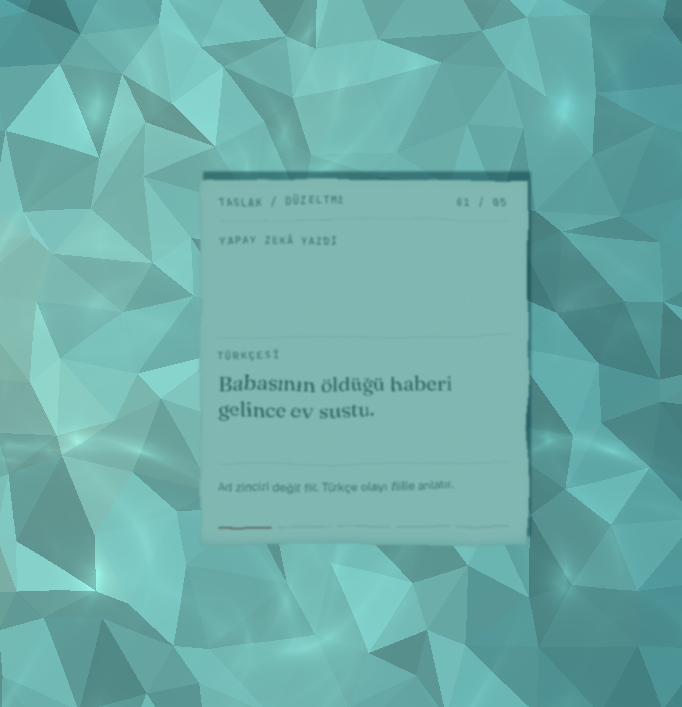 TASLAK / DÜZELTME
01 / 05
YAPAY ZEKÂ YAZDI
TÜRKÇESİ
Babasının öldüğü haberi
gelince ev sustu.
Ad zinciri değil fiil. Türkçe olayı fiille anlatır.